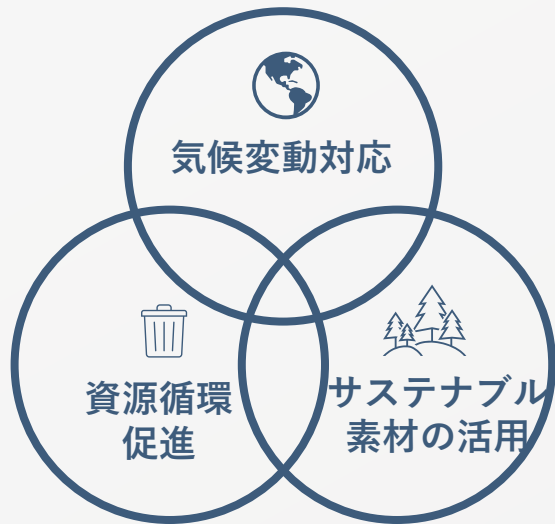 気候変動対応
資源循環
促進
サステナブル
素材の活用